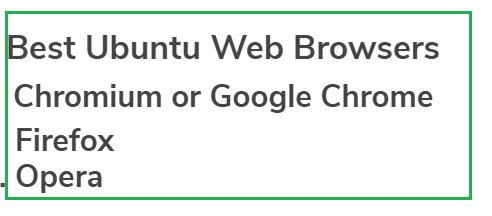 Best Ubuntu Web Browsers
Chromium or Google Chrome
Firefox
. Opera